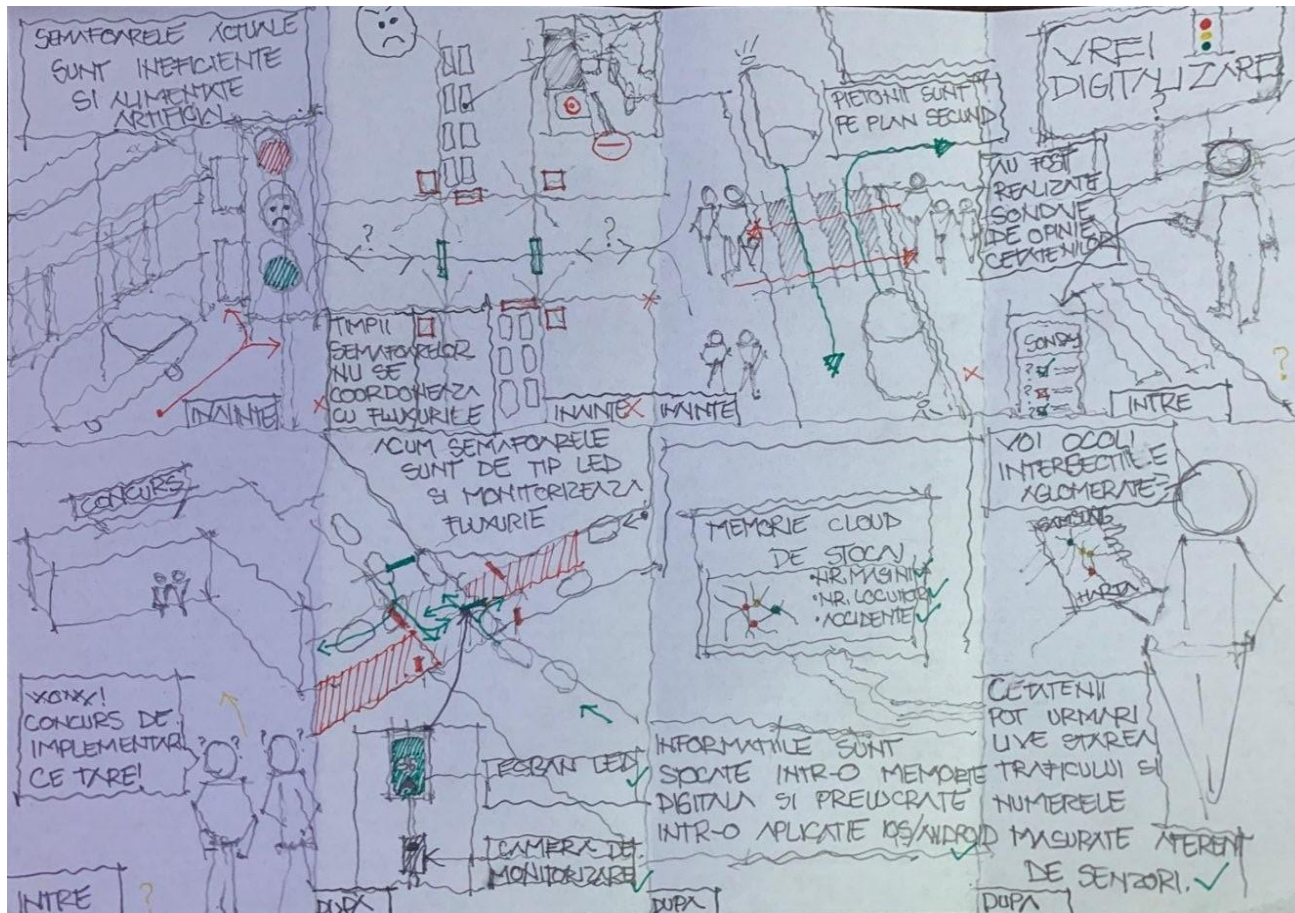 SEMAFOARELE ACTUALE
SUNT INEFICIENTE
SI ALIMENTATE
ARTIFICIAL
INAINTE
?
?
TIMPII
SEMAFOARELOR
NU SE
COORDONEAZA
CU FLUXURILE
INAINTE
PIETONII SUNT
PE PLAN SECUND
INAINTE
VREI
DIGITALIZARE
?
AU FOST
REALIZATE
SONDAJE
DE OPINIE
CETATENILOR
SONDAJ
?
?
?
?
INTRE
CONCURS
WOAW!
CONCURS DE
IMPLEMENTARE
CE TARE!
? ? ? ?
INTRE
?
ACUM SEMAFOARELE
SUNT DE TIP LED
SI MONITORIZEAZA
FLUXURIE
ECRAN LED
CAMERA DE
MONITORIZARE
DUPA
MEMORIE CLOUD
DE STOCAJ
• NR. MASINI
• NR. LOCUITORI
• ACCIDENTE
INFORMATIILE SUNT
STOCATE INTR-O MEMORIE
DIGITALA SI PRELUCRATE
INTR-O APLICATIE IOS/ANDROID
DUPA
VOI OCOLI
INTERSECTIILE
AGLOMERATE
SAMSUNG
HARTA
CETATENII
POT URMARI
LIVE STAREA
TRAFICULUI SI
NUMERELE
MASURATE AFERENT
DE SENZORI.
DUPA